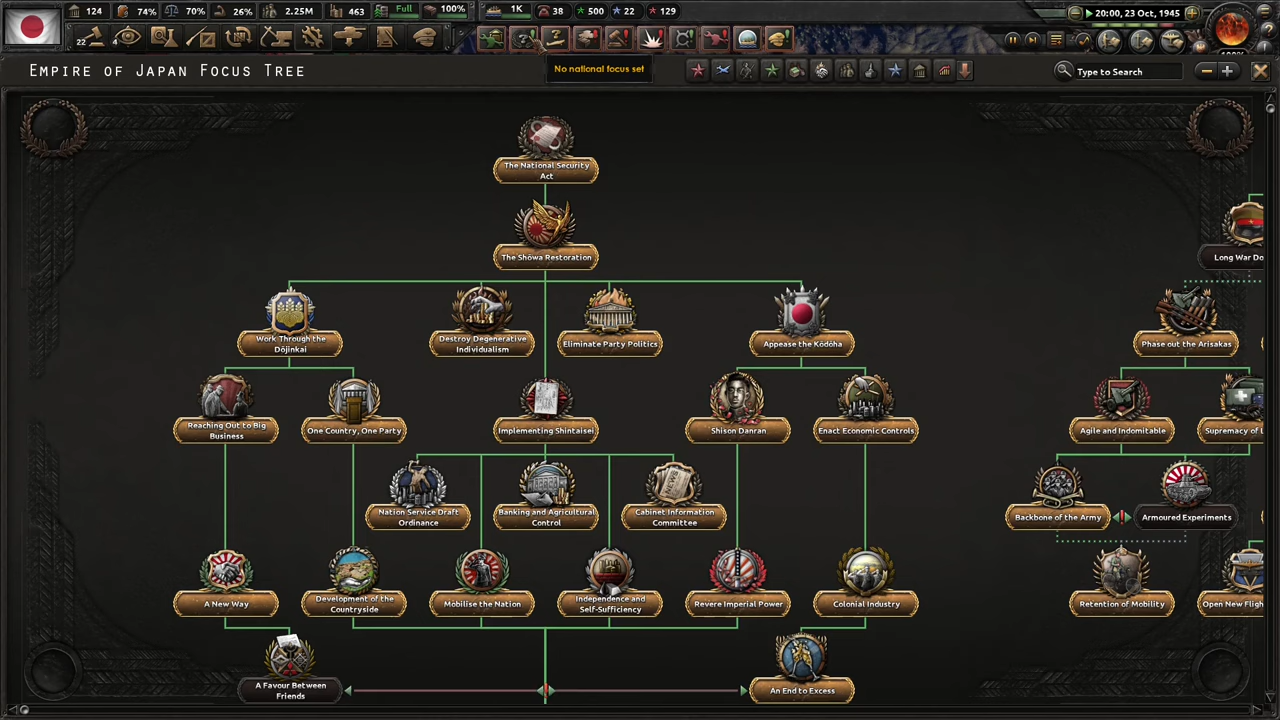 124 74% 70% 26% 2.25M 463 Full 100% 1K 38 500 22 129 20:00, 23 Oct, 1945
22 4
100%
Empire of Japan Focus Tree
No national focus set
Type to Search
The National Security
Act
The Shōwa Restoration
Long War Do
Work Through the
Dōjinkai
Destroy Degenerative
Individualism
Eliminate Party Politics
Appease the Kōdōha
Phase out the Arisakas
Reaching Out to Big
Business
One Country, One Party
Implementing Shintaisei
Shison Danran
Enact Economic Controls
Agile and Indomitable
Supremacy of L
Nation Service Draft
Ordinance
Banking and Agricultural
Control
Cabinet Information
Committee
Backbone of the Army
Armoured Experiments
A New Way
Development of the
Countryside
Mobilise the Nation
Independence and
Self-Sufficiency
Revere Imperial Power
Colonial Industry
Retention of Mobility
Open New Fligh
A Favour Between
Friends
An End to Excess